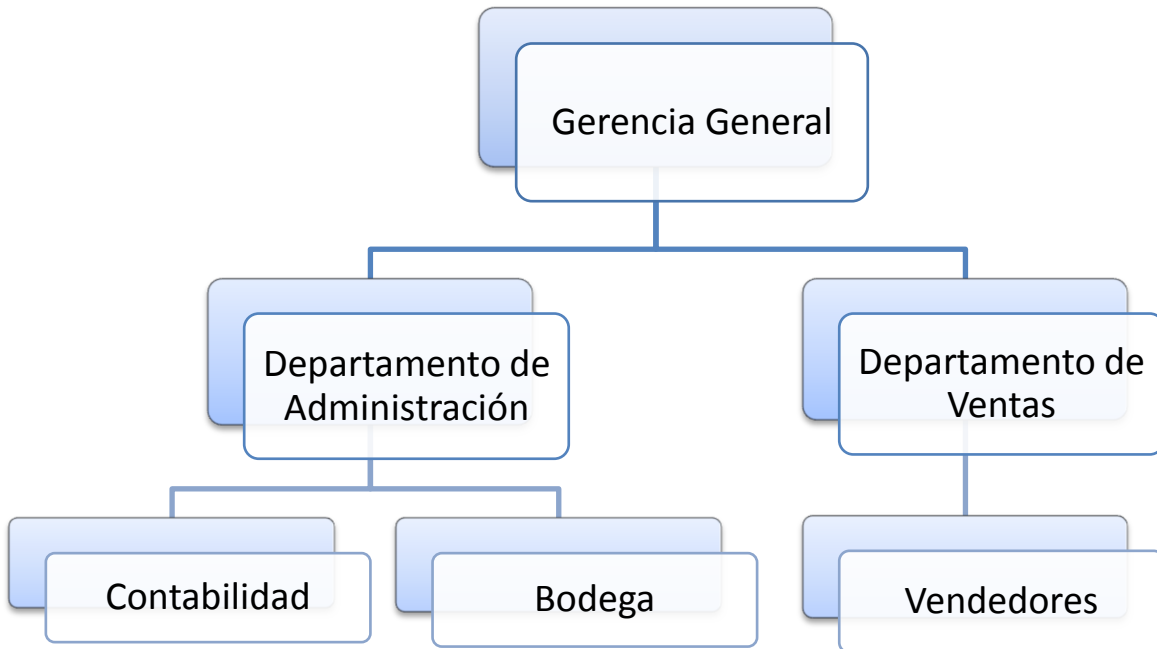 Gerencia General
Departamento de
Administración
Departamento de
Ventas
Contabilidad
Bodega
Vendedores